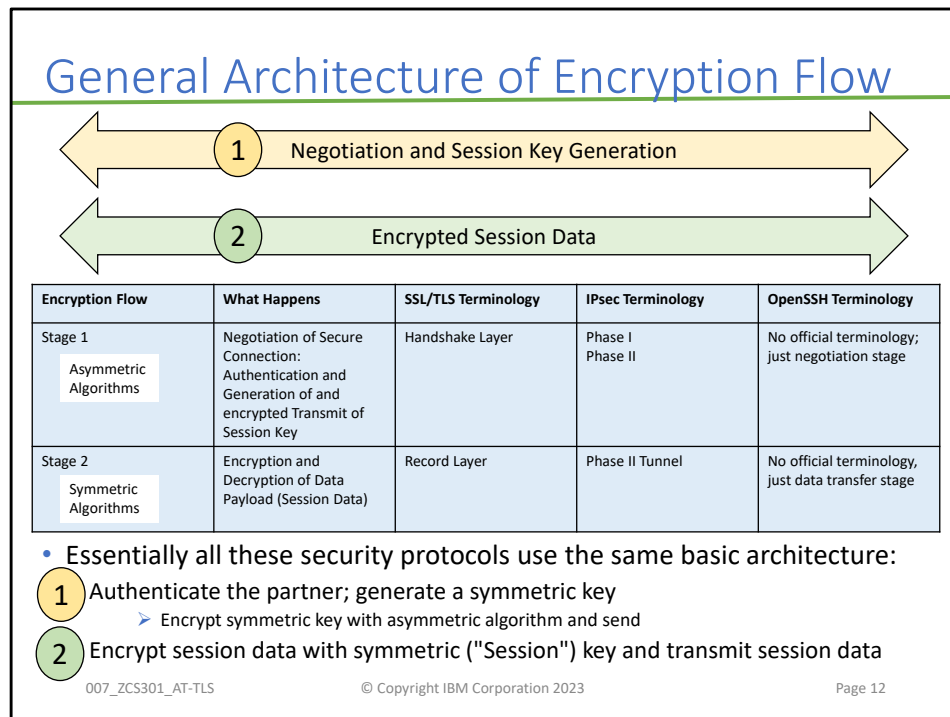 General Architecture of Encryption Flow
1 Negotiation and Session Key Generation
2 Encrypted Session Data
Encryption Flow What Happens SSL/TLS Terminology IPsec Terminology OpenSSH Terminology
Stage 1
Asymmetric
Algorithms
Negotiation of Secure
Connection:
Authentication and
Generation of and
encrypted Transmit of
Session Key
Handshake Layer
Phase I
Phase II
No official terminology;
just negotiation stage
Stage 2
Symmetric
Algorithms
Encryption and
Decryption of Data
Payload (Session Data)
Record Layer
Phase II Tunnel
No official terminology,
just data transfer stage
• Essentially all these security protocols use the same basic architecture:
1 Authenticate the partner; generate a symmetric key
➢ Encrypt symmetric key with asymmetric algorithm and send
2 Encrypt session data with symmetric ("Session") key and transmit session data
007_ZCS301_AT-TLS © Copyright IBM Corporation 2023 Page 12